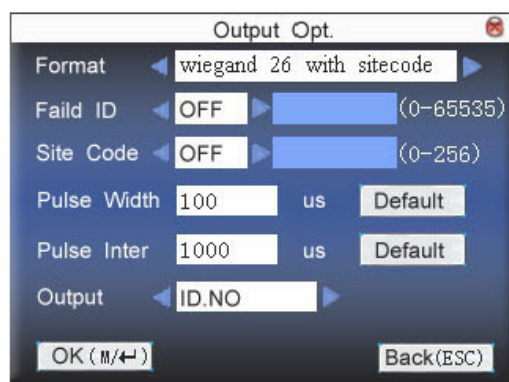 Output Opt.
Format wiegand 26 with sitecode
Faild ID OFF (0-65535)
Site Code OFF (0-256)
Pulse Width 100 us Default
Pulse Inter 1000 us Default
Output ID.NO
OK(M/↵) Back(ESC)